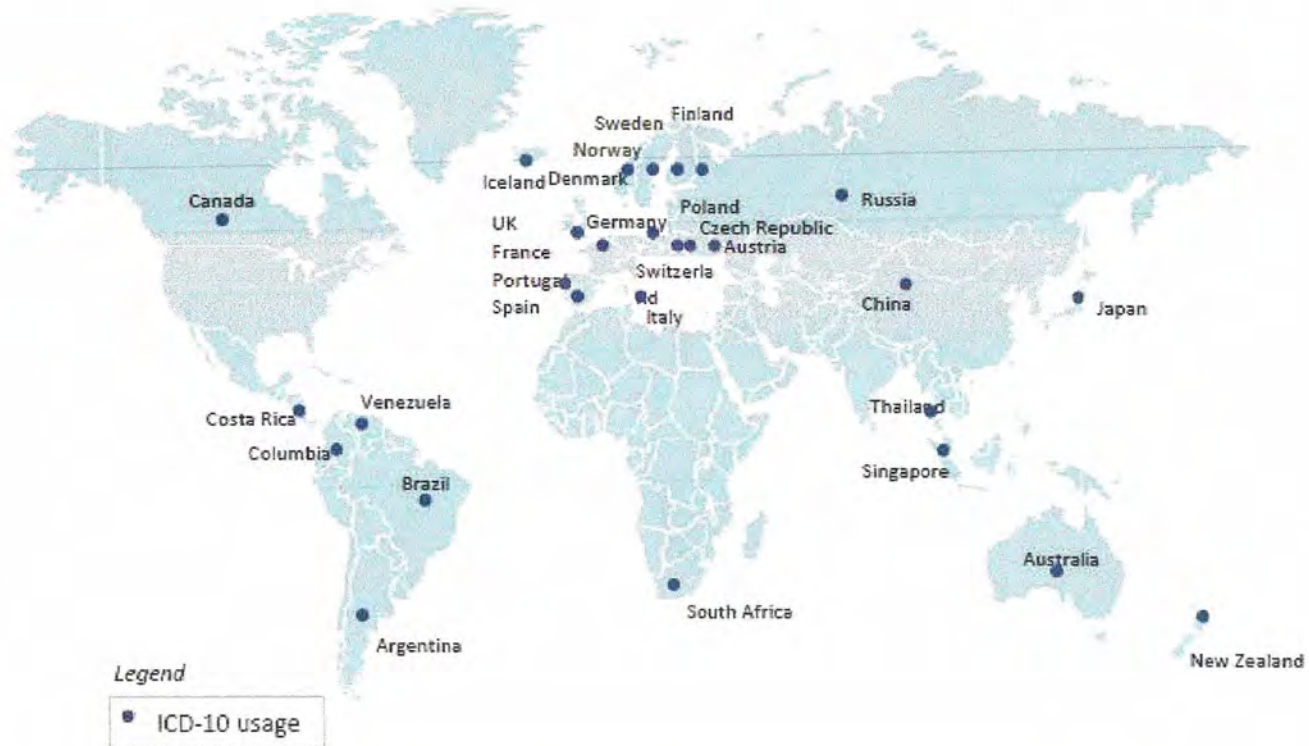 Finland
Sweden
Norway
Iceland
Denmark
Canada
Russia
Poland
UK
Germany
Czech Republic
France
Austria
Switzerla
Portugal
nd
Spain
Italy
China
Japan
Costa Rica
Venezuela
Thailand
Columbia
Singapore
Brazil
Australia
South Africa
Argentina
New Zealand
Legend
ICD-10 usage